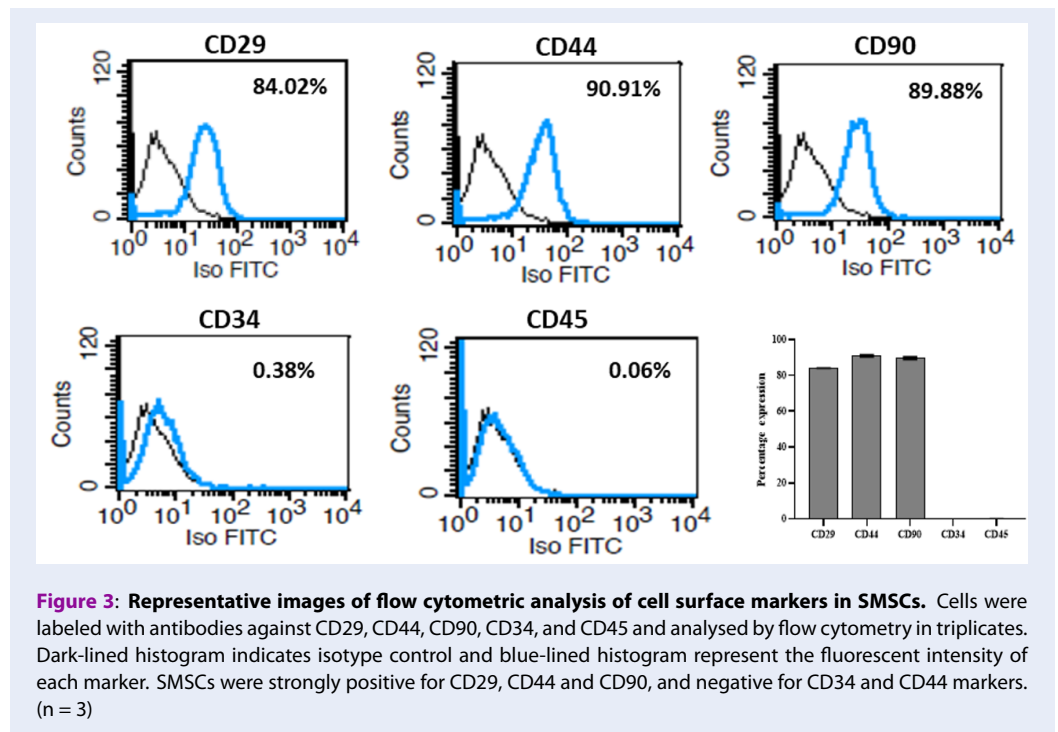 CD29
120
84.02%
Counts
0
10^0 10^1 10^2 10^3 10^4
Iso FITC
CD44
120
90.91%
Counts
0
10^0 10^1 10^2 10^3 10^4
Iso FITC
CD90
120
89.88%
Counts
0
10^0 10^1 10^2 10^3 10^4
Iso FITC
CD34
120
0.38%
Counts
0
10^0 10^1 10^2 10^3 10^4
Iso FITC
CD45
120
0.06%
Counts
0
10^0 10^1 10^2 10^3 10^4
Iso FITC
100
80
60
40
20
0
Percentage expression
CD29 CD44 CD90 CD34 CD45
Figure 3: Representative images of flow cytometric analysis of cell surface markers in SMSCs. Cells were
labeled with antibodies against CD29, CD44, CD90, CD34, and CD45 and analysed by flow cytometry in triplicates.
Dark-lined histogram indicates isotype control and blue-lined histogram represent the fluorescent intensity of
each marker. SMSCs were strongly positive for CD29, CD44 and CD90, and negative for CD34 and CD44 markers.
(n = 3)